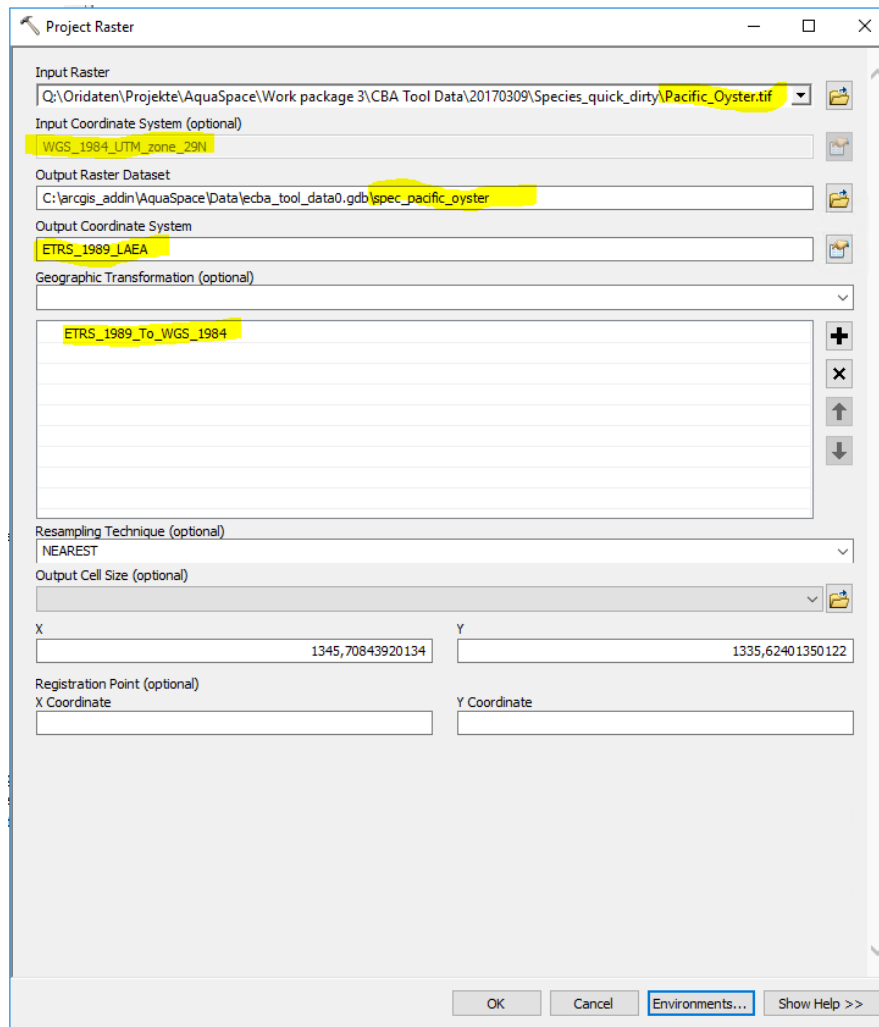 Project Raster
Input Raster
Q:\Oridaten\Projekte\AquaSpace\Work package 3\CBA Tool Data\20170309\Species_quick_dirty\Pacific_Oyster.tif
Input Coordinate System (optional)
WGS_1984_UTM_zone_29N
Output Raster Dataset
C:\arcgis_addin\AquaSpace\Data\ecba_tool_data0.gdb\spec_pacific_oyster
Output Coordinate System
ETRS_1989_LAEA
Geographic Transformation (optional)
ETRS_1989_To_WGS_1984
Resampling Technique (optional)
NEAREST
Output Cell Size (optional)
X Y
1345,70843920134 1335,62401350122
Registration Point (optional)
X Coordinate Y Coordinate
OK Cancel Environments... Show Help >>